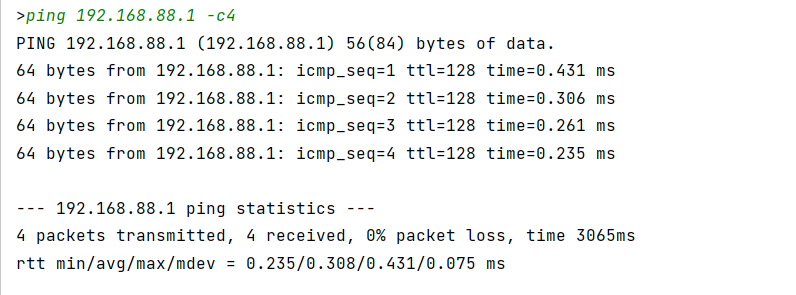 >ping 192.168.88.1 -c4
PING 192.168.88.1 (192.168.88.1) 56(84) bytes of data.
64 bytes from 192.168.88.1: icmp_seq=1 ttl=128 time=0.431 ms
64 bytes from 192.168.88.1: icmp_seq=2 ttl=128 time=0.306 ms
64 bytes from 192.168.88.1: icmp_seq=3 ttl=128 time=0.261 ms
64 bytes from 192.168.88.1: icmp_seq=4 ttl=128 time=0.235 ms

--- 192.168.88.1 ping statistics ---
4 packets transmitted, 4 received, 0% packet loss, time 3065ms
rtt min/avg/max/mdev = 0.235/0.308/0.431/0.075 ms